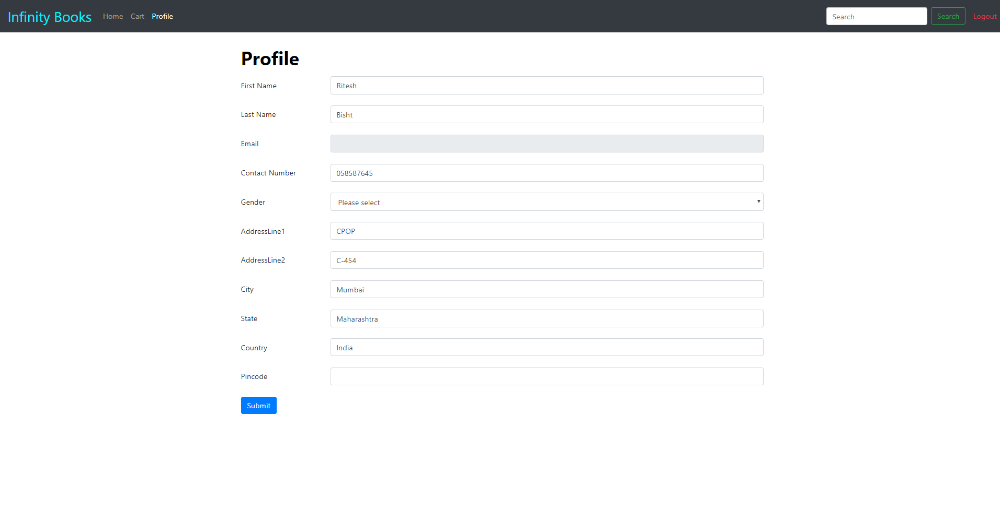 Infinity Books Home Cart Profile Search Search Logout
Profile
First Name Ritesh
Last Name Bisht
Email
Contact Number 058587645
Gender Please select
AddressLine1 CPOP
AddressLine2 C-454
City Mumbai
State Maharashtra
Country India
Pincode
Submit